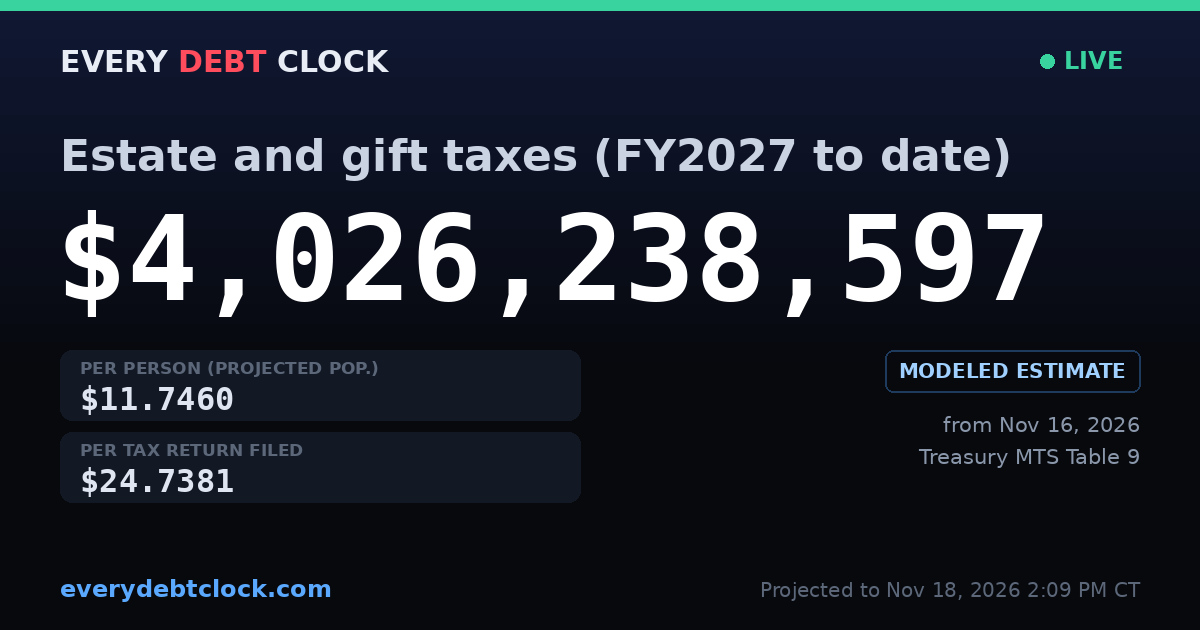 EVERY DEBT CLOCK
LIVE
Estate and gift taxes (FY2027 to date)
$4,026,238,597
PER PERSON (PROJECTED POP.)
$11.7460
PER TAX RETURN FILED
$24.7381
MODELED ESTIMATE
from Nov 16, 2026
Treasury MTS Table 9
everydebtclock.com
Projected to Nov 18, 2026 2:09 PM CT